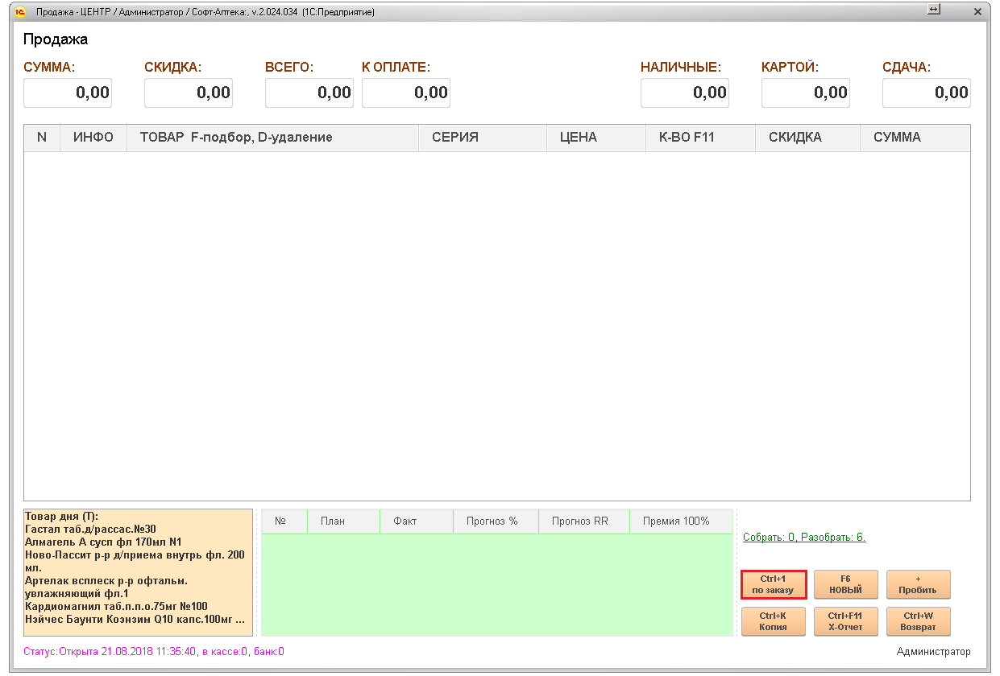 Продажа - ЦЕНТР / Администратор / Софт-Аптека:, v.2.024.034 (1С:Предприятие)
Продажа
СУММА: СКИДКА: ВСЕГО: К ОПЛАТЕ: НАЛИЧНЫЕ: КАРТОЙ: СДАЧА:
0,00 0,00 0,00 0,00 0,00 0,00 0,00
N ИНФО ТОВАР F-подбор, D-удаление СЕРИЯ ЦЕНА К-ВО F11 СКИДКА СУММА
Товар дня (Т):
Гастал таб.д/рассас.№30
Алмагель А сусп фл 170мл N1
Ново-Пассит р-р д/приема внутрь фл. 200
мл.
Артелак всплеск р-р офтальм.
увлажняющий фл.1
Кардиомагнил таб.п.п.о.75мг №100
Нэйчес Баунти Коэнзим Q10 капс.100мг ...
№ План Факт Прогноз % Прогноз RR Премия 100%
Собрать: 0, Разобрать: 6.
Ctrl+1
по заказу
F6
НОВЫЙ
+
Пробить
Ctrl+K
Копия
Ctrl+F11
X-Отчет
Ctrl+W
Возврат
Статус:Открыта 21.08.2018 11:35:40, в кассе:0, банк:0
Администратор